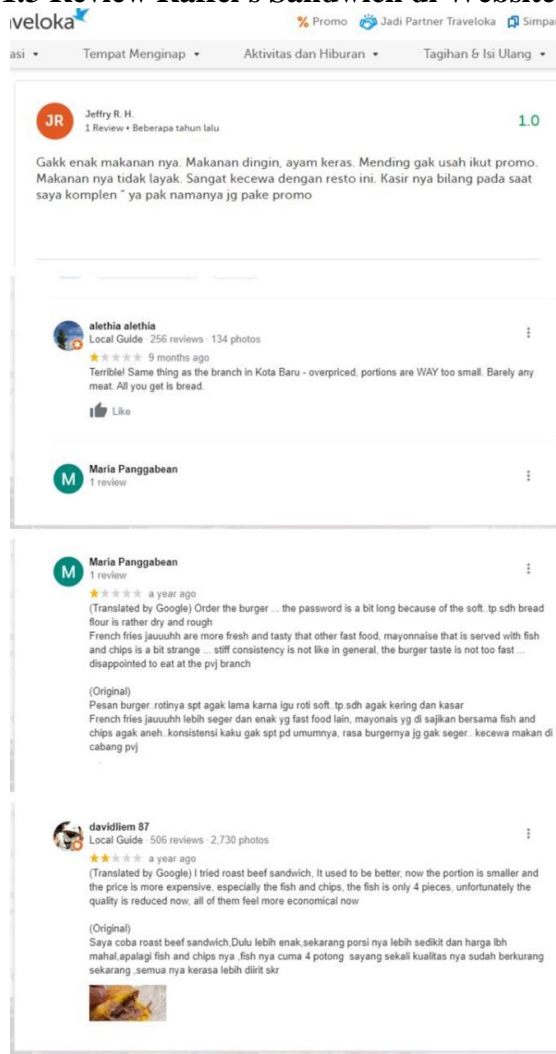 1.3 Review Raffel's Sandwich di Website
veloka
% Promo Jadi Partner Traveloka Simpan
asi Tempat Menginap Aktivitas dan Hiburan Tagihan & Isi Ulang
JR
Jeffry R. H.
1 Review • Beberapa tahun lalu
1.0
Gakk enak makanan nya. Makanan dingin, ayam keras. Mending gak usah ikut promo.
Makanan nya tidak layak. Sangat kecewa dengan resto ini. Kasir nya bilang pada saat
saya komplen " ya pak namanya jg pake promo
alethia alethia
Local Guide · 256 reviews · 134 photos
9 months ago
Terrible! Same thing as the branch in Kota Baru - overpriced, portions are WAY too small. Barely any
meat. All you get is bread.
Like
M
Maria Panggabean
1 review
M
Maria Panggabean
1 review
a year ago
(Translated by Google) Order the burger ... the password is a bit long because of the soft..tp.sdh bread
flour is rather dry and rough
French fries jauuuhh are more fresh and tasty that other fast food, mayonnaise that is served with fish
and chips is a bit strange ... stiff consistency is not like in general, the burger taste is not too fast ...
disappointed to eat at the pvj branch
(Original)
Pesan burger..rotinya spt agak lama karna igu roti soft..tp.sdh agak kering dan kasar
French fries jauuuhh lebih seger dan enak yg fast food lain, mayonais yg di sajikan bersama fish and
chips agak aneh..konsistensi kaku gak spt pd umumnya, rasa burgernya jg gak seger.. kecewa makan di
cabang pvj
davidliem 87
Local Guide · 506 reviews · 2,730 photos
a year ago
(Translated by Google) I tried roast beef sandwich, It used to be better, now the portion is smaller and
the price is more expensive, especially the fish and chips, the fish is only 4 pieces, unfortunately the
quality is reduced now, all of them feel more economical now
(Original)
Saya coba roast beef sandwich,Dulu lebih enak,sekarang porsi nya lebih sedikit dan harga lbh
mahal,apalagi fish and chips nya ,fish nya cuma 4 potong sayang sekali kualitas nya sudah berkurang
sekarang ,semua nya kerasa lebih diirit skr